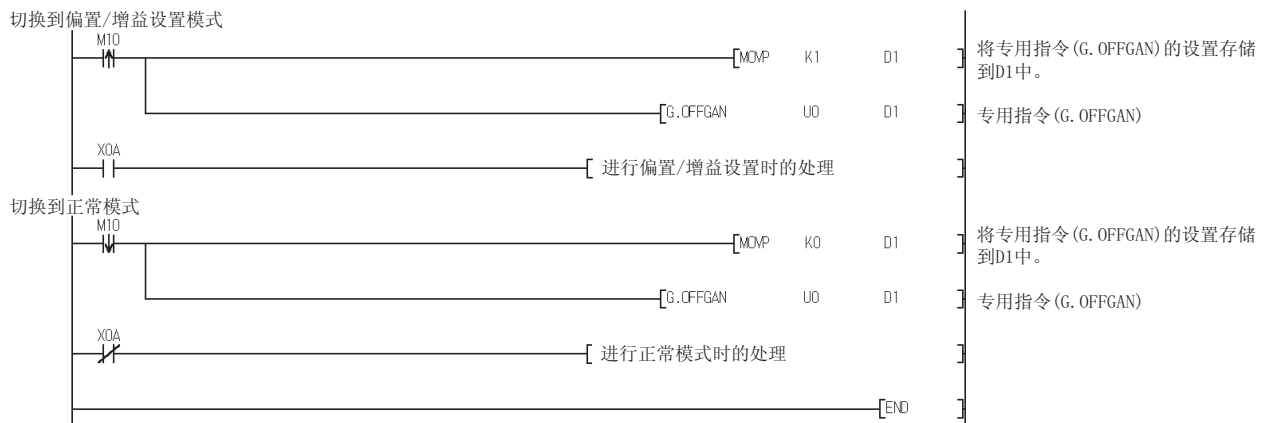 切换到偏置/增益设置模式
M10
MOVP K1 D1
将专用指令(G.OFFGAN)的设置存储
到D1中。
G.OFFGAN U0 D1
专用指令(G.OFFGAN)
X0A
进行偏置/增益设置时的处理
切换到正常模式
M10
MOVP K0 D1
将专用指令(G.OFFGAN)的设置存储
到D1中。
G.OFFGAN U0 D1
专用指令(G.OFFGAN)
X0A
进行正常模式时的处理
END